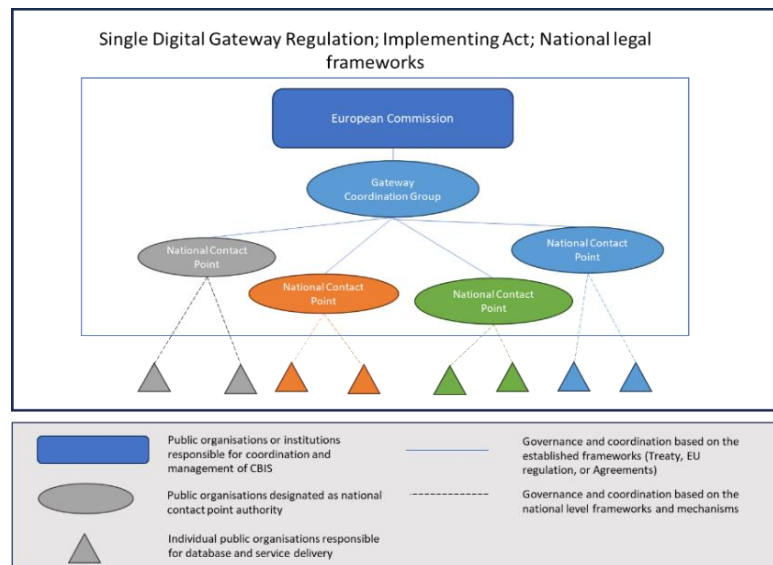 Single Digital Gateway Regulation; Implementing Act; National legal
frameworks
European Commission
Gateway
Coordination Group
National Contact
Point
National Contact
Point
National Contact
Point
National Contact
Point
Public organisations or institutions
responsible for coordination and
management of CBIS
Governance and coordination based on the
established frameworks (Treaty, EU
regulation, or Agreements)
Public organisations designated as national
contact point authority
Governance and coordination based on the
national level frameworks and mechanisms
Individual public organisations responsible
for database and service delivery